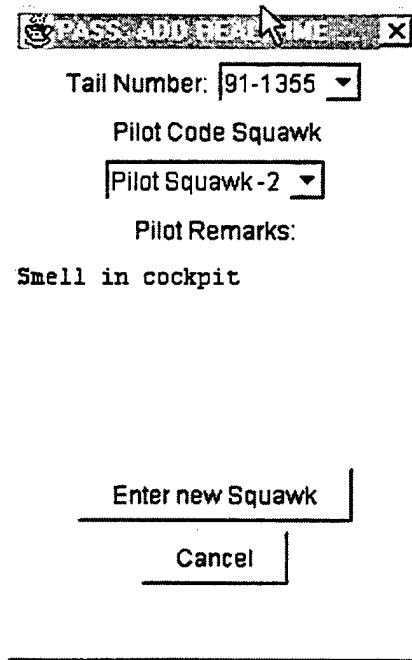 PASS: ADD REAL TIME ...
Tail Number: 91-1355
Pilot Code Squawk
Pilot Squawk-2
Pilot Remarks:
Smell in cockpit
Enter new Squawk
Cancel